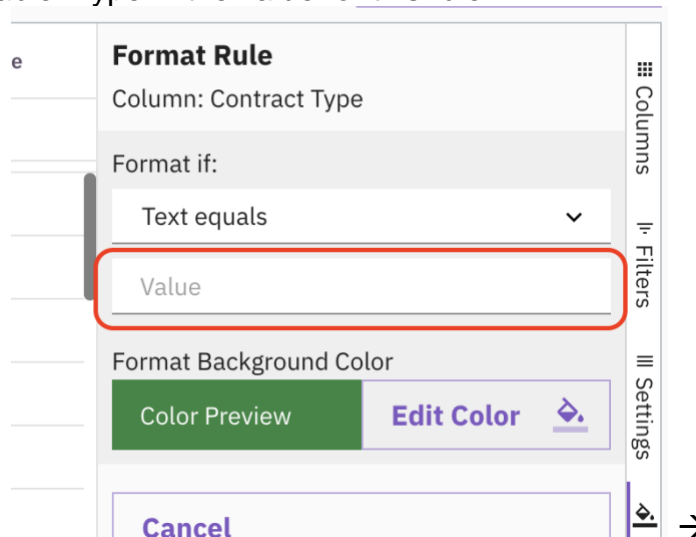 e
Format Rule
Column: Contract Type
Format if:
Text equals
Value
Format Background Color
Color Preview
Edit Color
Cancel
Columns
Filters
Settings
→